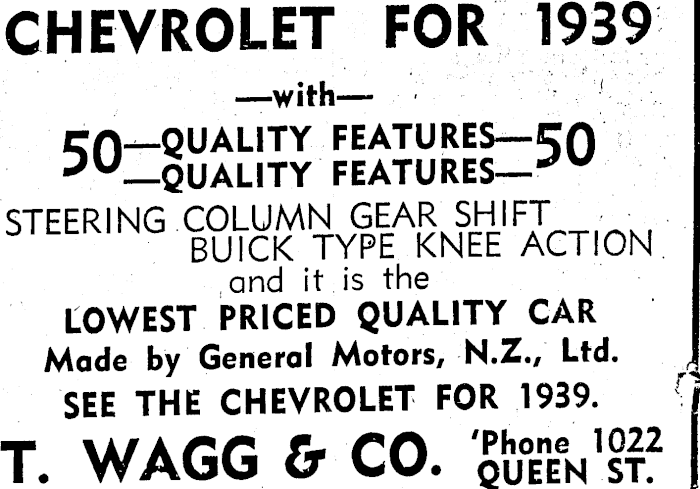 CHEVROLET FOR 1939
—with—
50—QUALITY FEATURES—50
—QUALITY FEATURES—
STEERING COLUMN GEAR SHIFT
BUICK TYPE KNEE ACTION
and it is the
LOWEST PRICED QUALITY CAR
Made by General Motors, N.Z., Ltd.
SEE THE CHEVROLET FOR 1939.
T. WAGG & CO. 'Phone 1022
QUEEN ST.